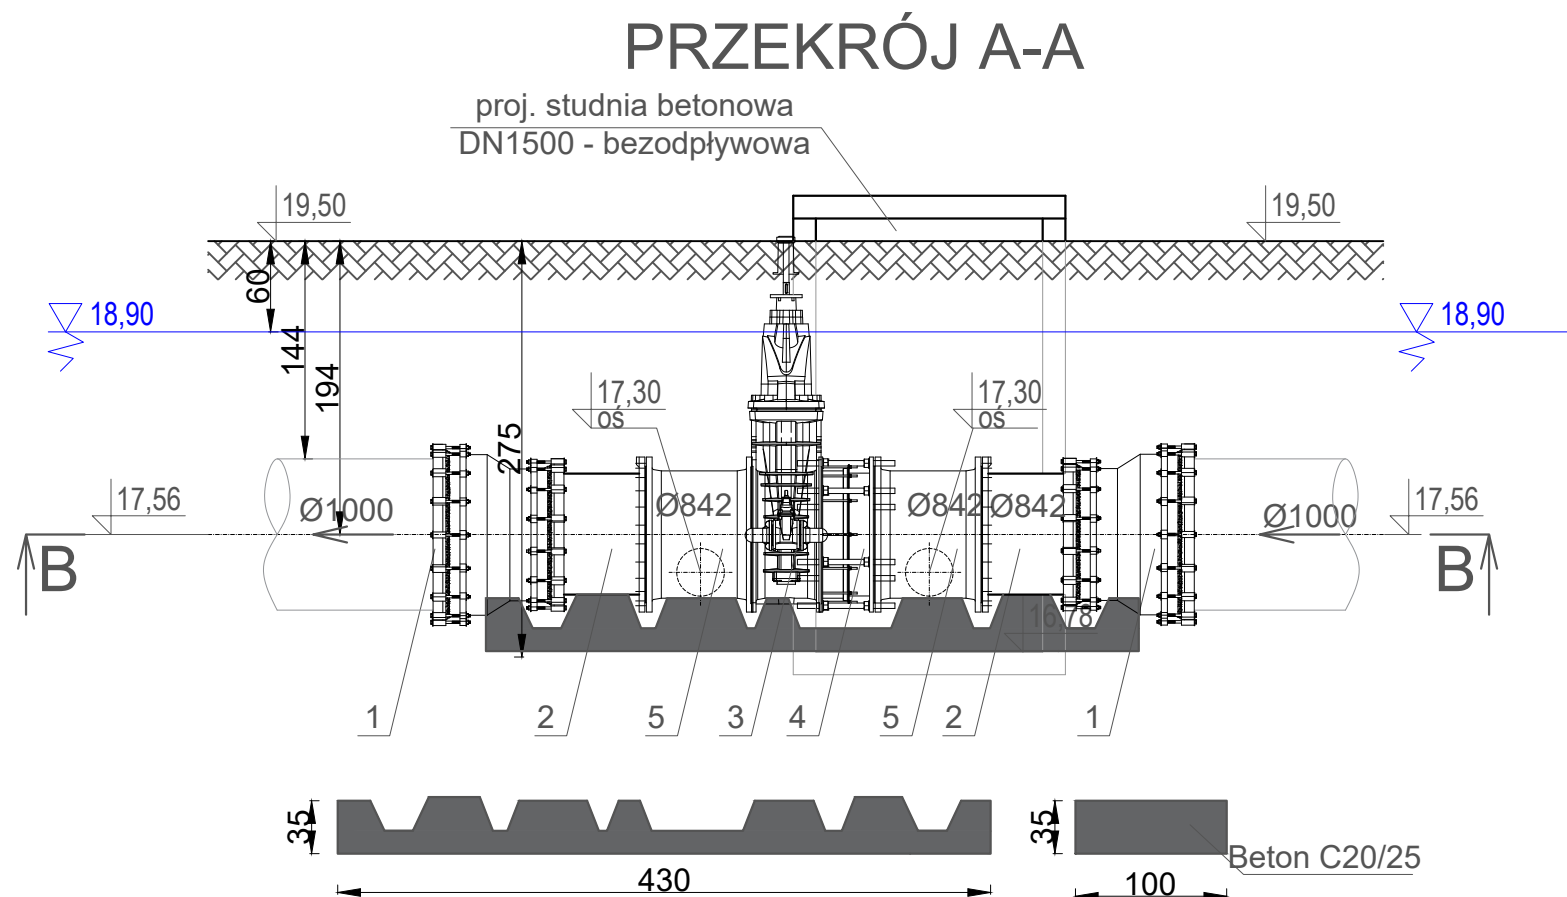 PRZEKRÓJ A-A
proj. studnia betonowa
DN1500 - bezodpływowa
19,50
19,50
60
18,90
18,90
144
194
17,30
oś
17,30
oś
275
17,56
Ø1000
Ø842
Ø842
Ø842
Ø1000
17,56
B
B
16,78
1
2
5
3
4
5
2
1
35
35
Beton C20/25
430
100